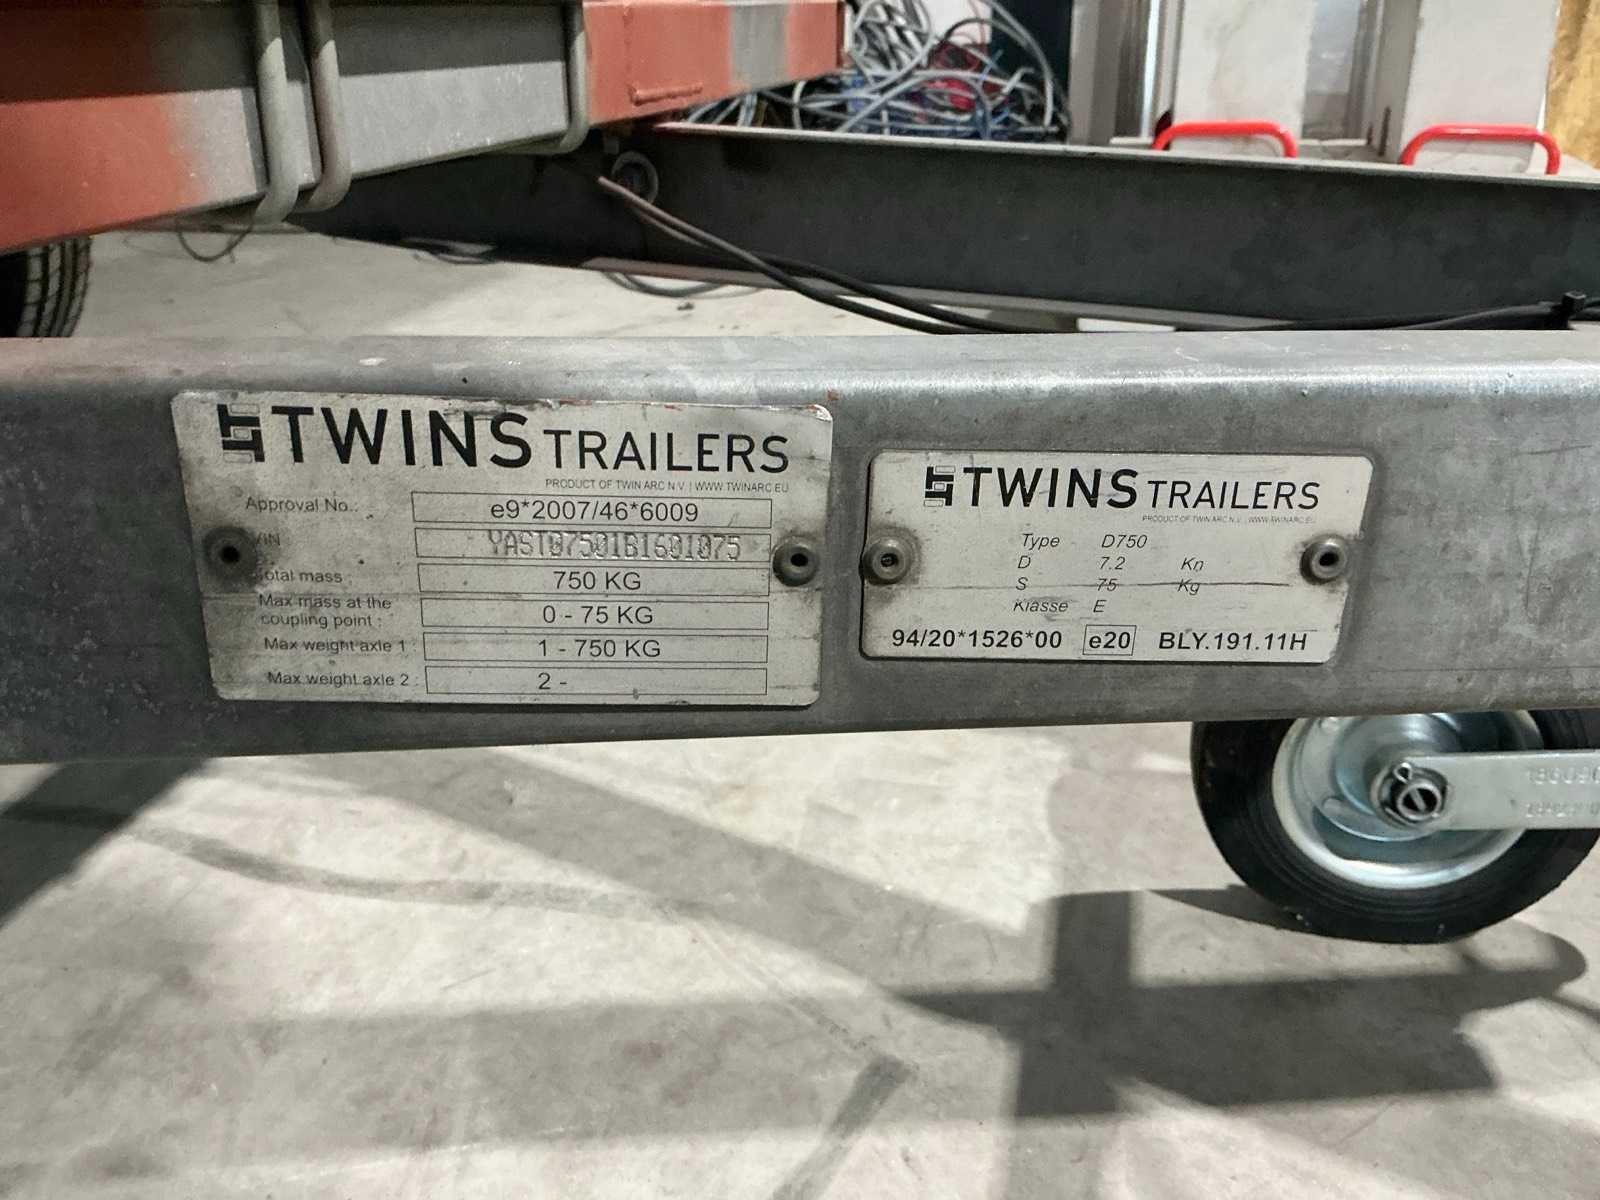 TWINS TRAILERS
PRODUCT OF TWIN ARC N.V. | WWW.TWINARC.EU
Approval No.: e9*2007/46*6009
VIN YAST07501B1601075
Total mass : 750 KG
Max mass at the
coupling point : 0 - 75 KG
Max weight axle 1 : 1 - 750 KG
Max weight axle 2 : 2 -
TWINS TRAILERS
PRODUCT OF TWIN ARC N.V. | WWW.TWINARC.EU
Type D750
D 7.2 Kn
S 75 Kg
Klasse E
94/20*1526*00 e20 BLY.191.11H